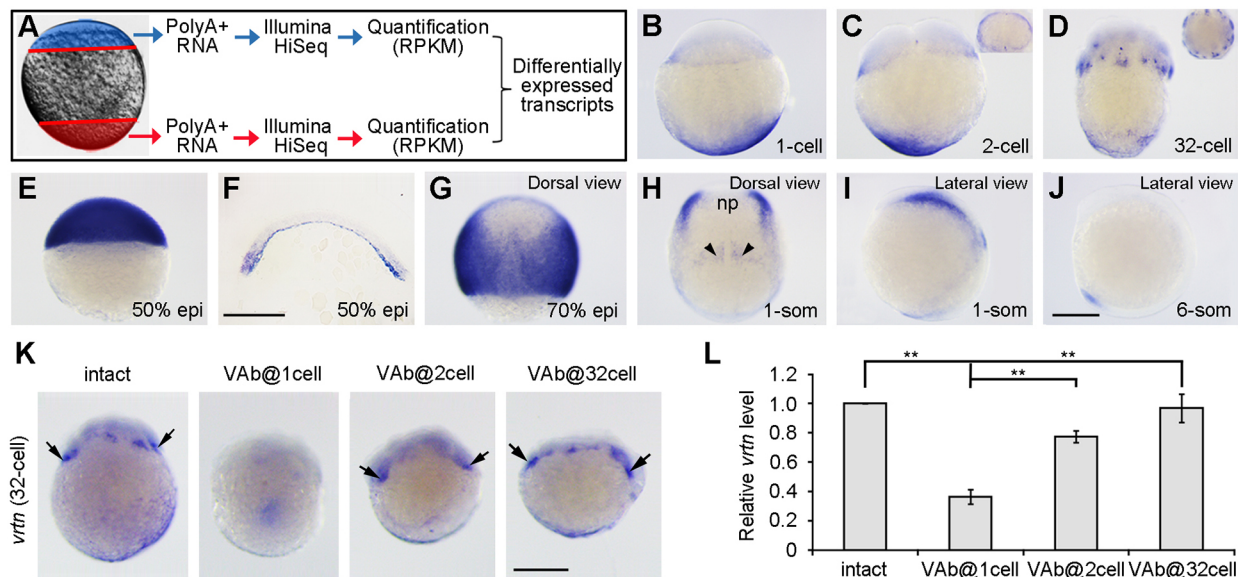 A
PolyA+
RNA
Illumina
HiSeq
Quantification
(RPKM)
Differentially
expressed
transcripts
PolyA+
RNA
Illumina
HiSeq
Quantification
(RPKM)
B
1-cell
C
2-cell
D
32-cell
E
50% epi
F
50% epi
G
Dorsal view
70% epi
H
Dorsal view
np
1-som
I
Lateral view
1-som
J
Lateral view
6-som
K
intact
VAb@1cell
VAb@2cell
VAb@32cell
vrtn (32-cell)
L
** **
**
Relative vrtn level
1.2
1.0
0.8
0.6
0.4
0.2
0
intact
VAb@1cell
VAb@2cell
VAb@32cell